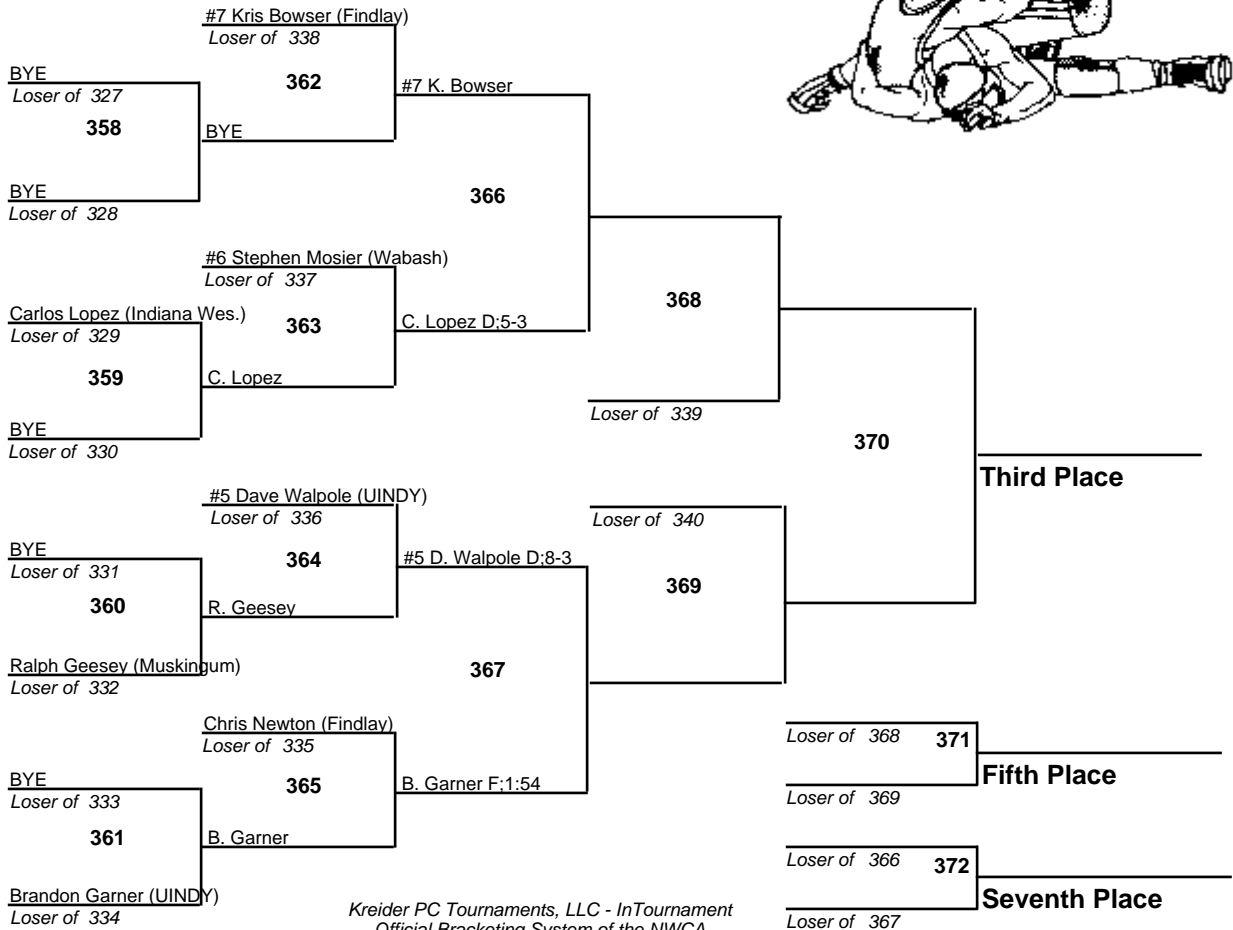 #7 Kris Bowser (Findlay)
Loser of 338
362
BYE
Loser of 327
#7 K. Bowser
358
BYE
BYE
Loser of 328
366
#6 Stephen Mosier (Wabash)
Loser of 337
368
Carlos Lopez (Indiana Wes.)
Loser of 329
363
C. Lopez D;5-3
359
C. Lopez
Loser of 339
BYE
Loser of 330
370
Third Place
#5 Dave Walpole (UINDY)
Loser of 336
Loser of 340
BYE
Loser of 331
364
#5 D. Walpole D;8-3
369
360
R. Geesey
Ralph Geesey (Muskingum)
Loser of 332
367
Chris Newton (Findlay)
Loser of 335
Loser of 368
371
Fifth Place
BYE
Loser of 333
365
B. Garner F;1:54
Loser of 369
361
B. Garner
Loser of 366
372
Seventh Place
Brandon Garner (UINDY)
Loser of 334
Loser of 367
Kreider PC Tournaments, LLC - InTournament
Official Bracketing System of the NWCA